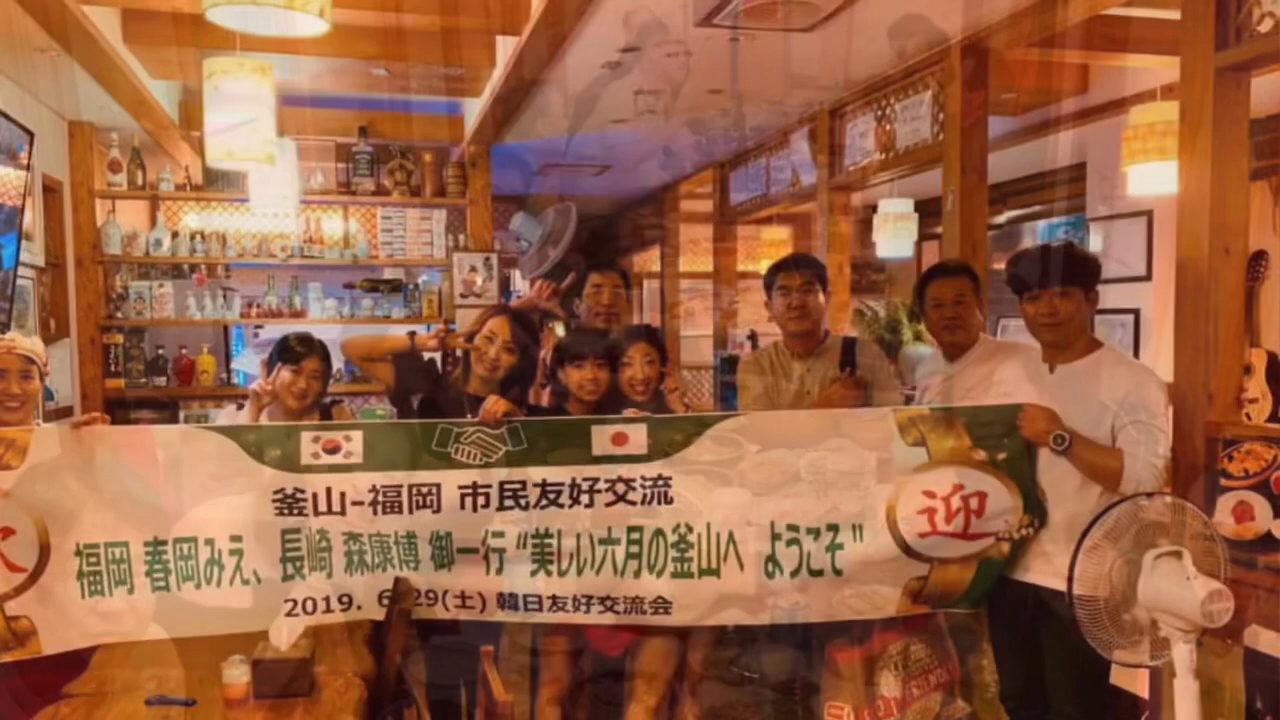 釜山-福岡 市民友好交流
福岡 春岡みえ、長崎 森康博 御一行 “美しい六月の釜山へ ようこそ”
迎
2019. 6. 29(土) 韓日友好交流会